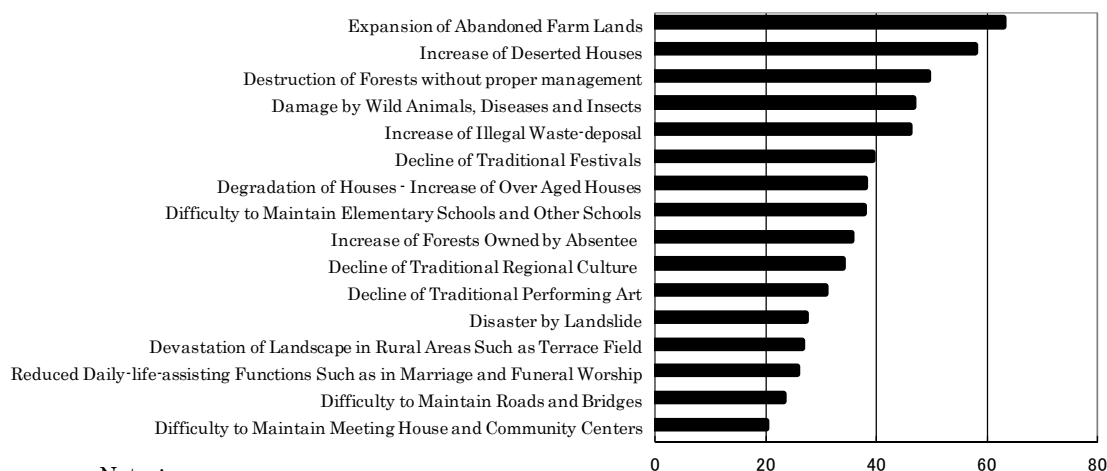 Expansion of Abandoned Farm Lands
Increase of Deserted Houses
Destruction of Forests without proper management
Damage by Wild Animals, Diseases and Insects
Increase of Illegal Waste-deposal
Decline of Traditional Festivals
Degradation of Houses - Increase of Over Aged Houses
Difficulty to Maintain Elementary Schools and Other Schools
Increase of Forests Owned by Absentee
Decline of Traditional Regional Culture
Decline of Traditional Performing Art
Disaster by Landslide
Devastation of Landscape in Rural Areas Such as Terrace Field
Reduced Daily-life-assisting Functions Such as in Marriage and Funeral Worship
Difficulty to Maintain Roads and Bridges
Difficulty to Maintain Meeting House and Community Centers
0 20 40 60 80